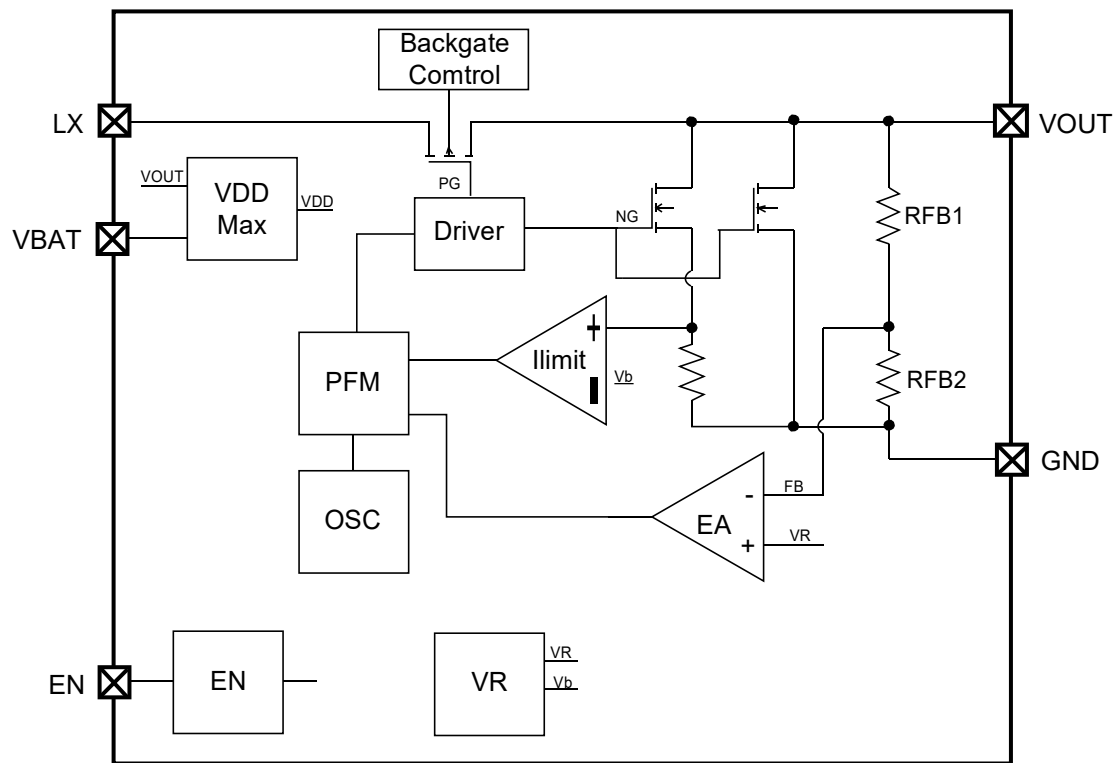 Backgate
Comtrol
LX
VOUT
PG
VOUT
VDD
Max
VDD
VBAT
Driver
NG
RFB1
PFM
Ilimit
+
-
Vb
RFB2
GND
OSC
EA
-
+
FB
VR
EN
EN
VR
VR
Vb